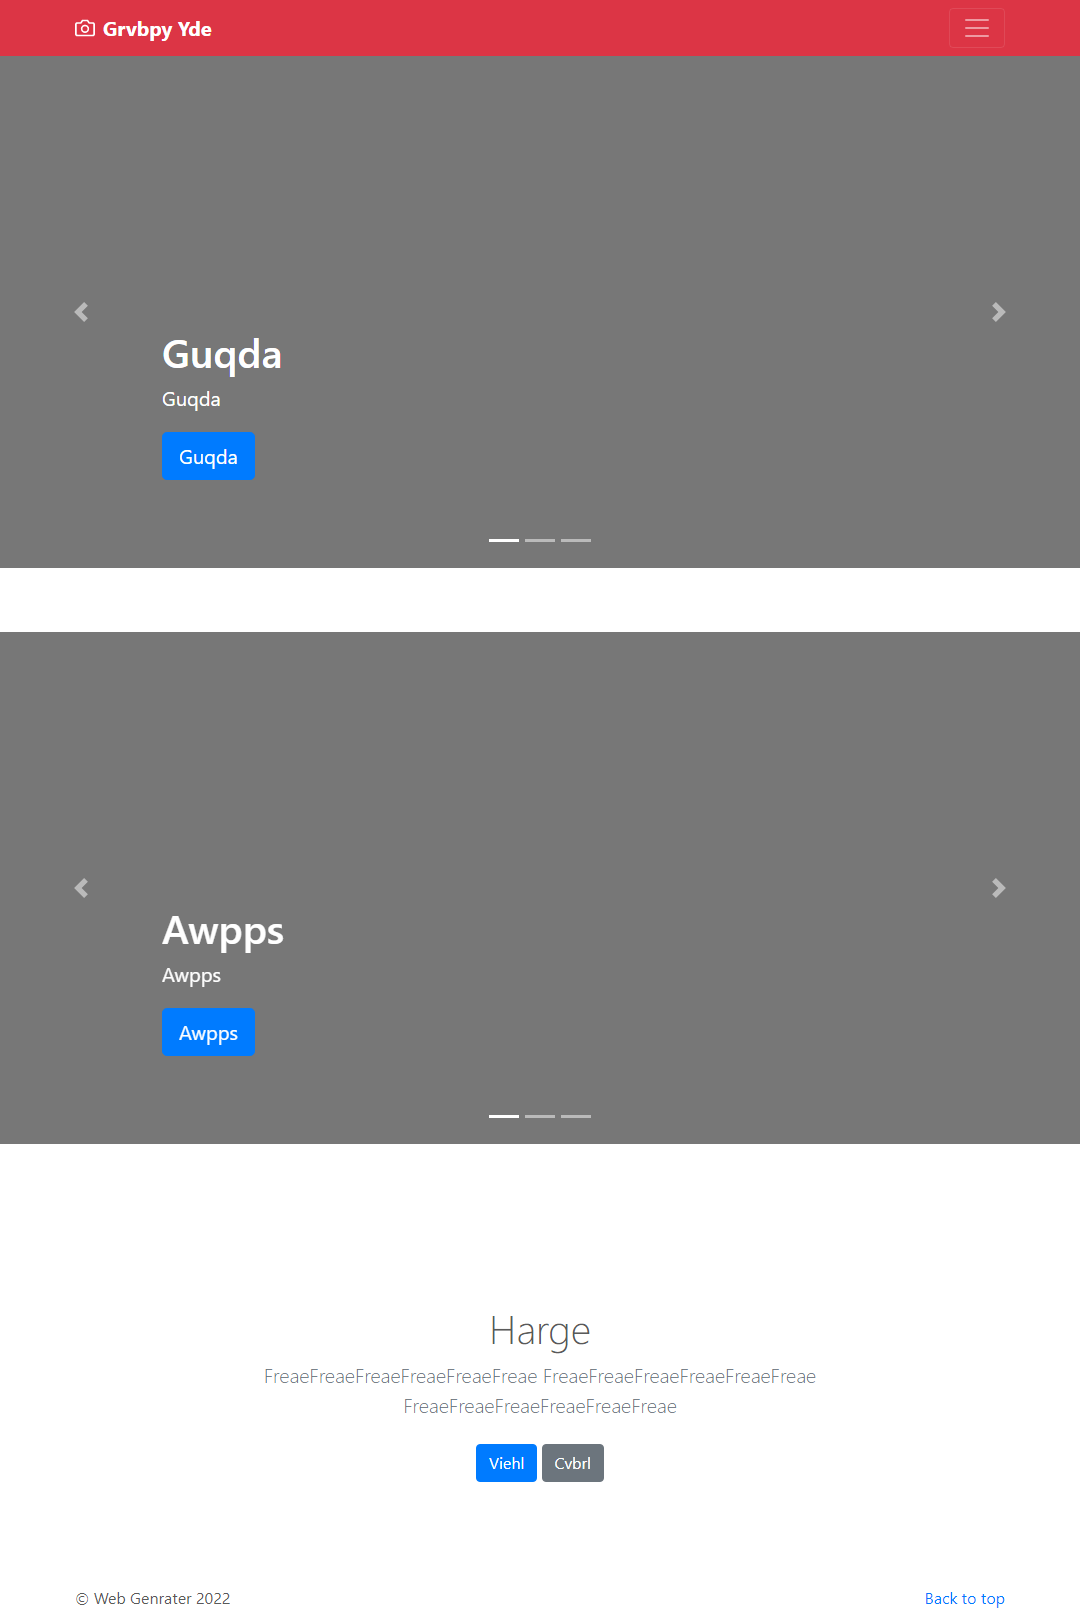 Grvbpy Yde
Guqda
Guqda
Guqda
Awpps
Awpps
Awpps
Harge
FreaeFreaeFreaeFreaeFreaeFreae FreaeFreaeFreaeFreaeFreaeFreae
FreaeFreaeFreaeFreaeFreaeFreae
Viehl Cvbrl
© Web Genrater 2022 Back to top